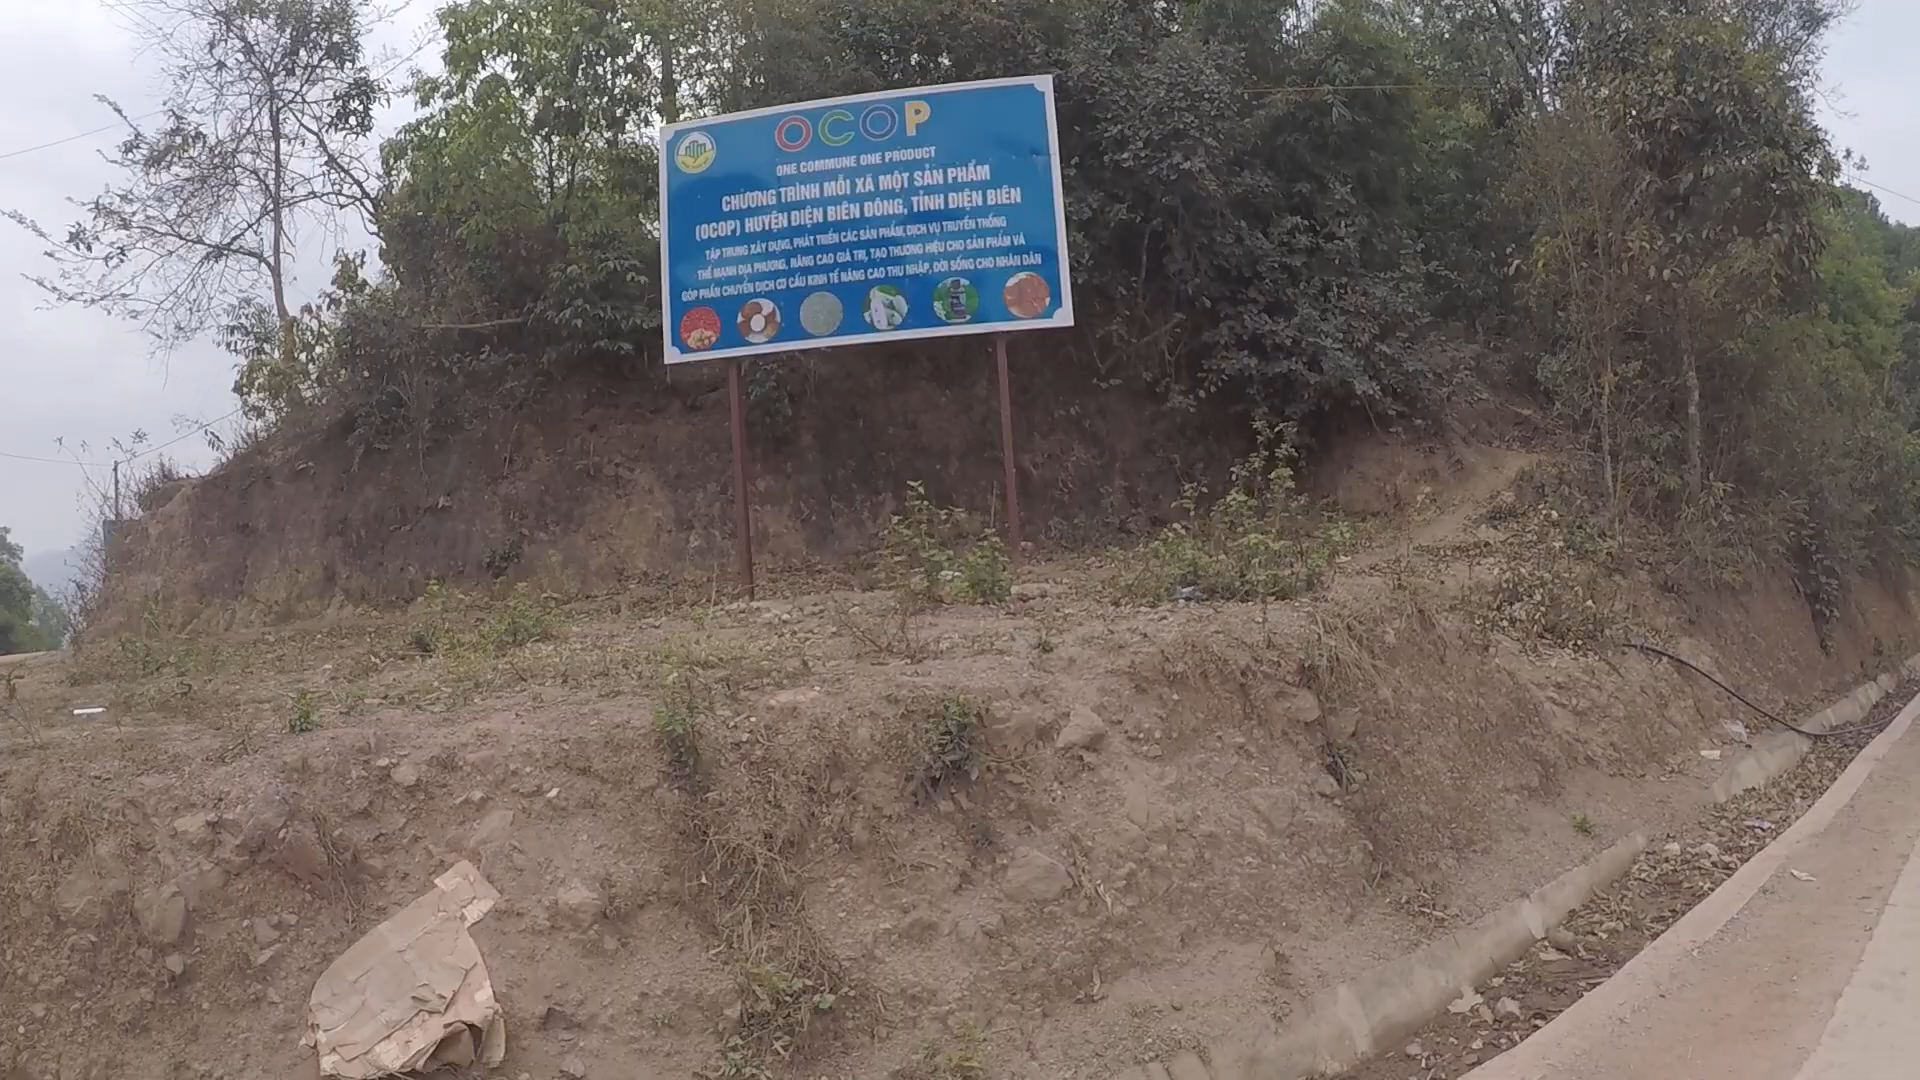 OCOP
ONE COMMUNE ONE PRODUCT
CHƯƠNG TRÌNH MỖI XÃ MỘT SẢN PHẨM
(OCOP) HUYỆN ĐIỆN BIÊN ĐÔNG, TỈNH ĐIỆN BIÊN
TẬP TRUNG XÂY DỰNG, PHÁT TRIỂN CÁC SẢN PHẨM, DỊCH VỤ TRUYỀN THỐNG
THẾ MẠNH ĐỊA PHƯƠNG, NÂNG CAO GIÁ TRỊ, TẠO THƯƠNG HIỆU CHO SẢN PHẨM VÀ
GÓP PHẦN CHUYỂN DỊCH CƠ CẤU KINH TẾ NÂNG CAO THU NHẬP, ĐỜI SỐNG CHO NHÂN DÂN